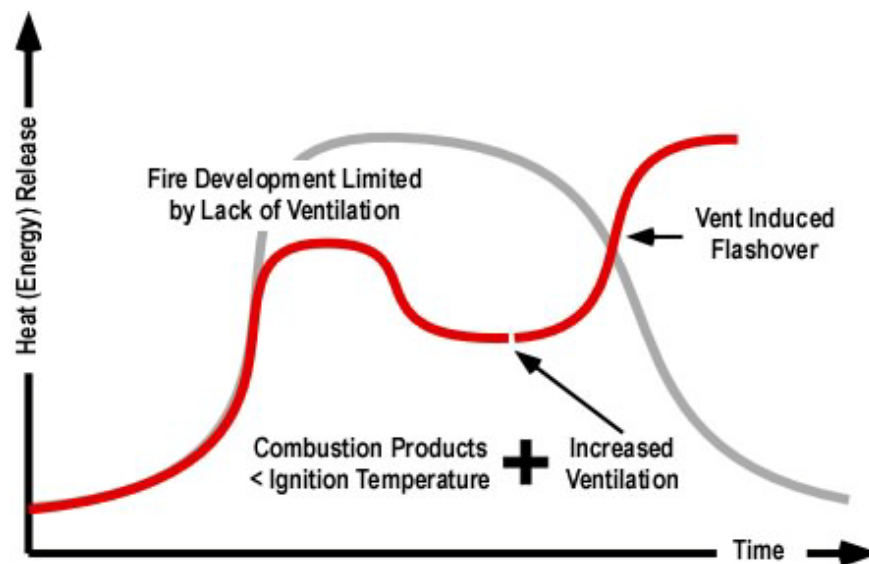 Heat (Energy) Release
Fire Development Limited
by Lack of Ventilation
Vent Induced
Flashover
Combustion Products
< Ignition Temperature
+
Increased
Ventilation
Time